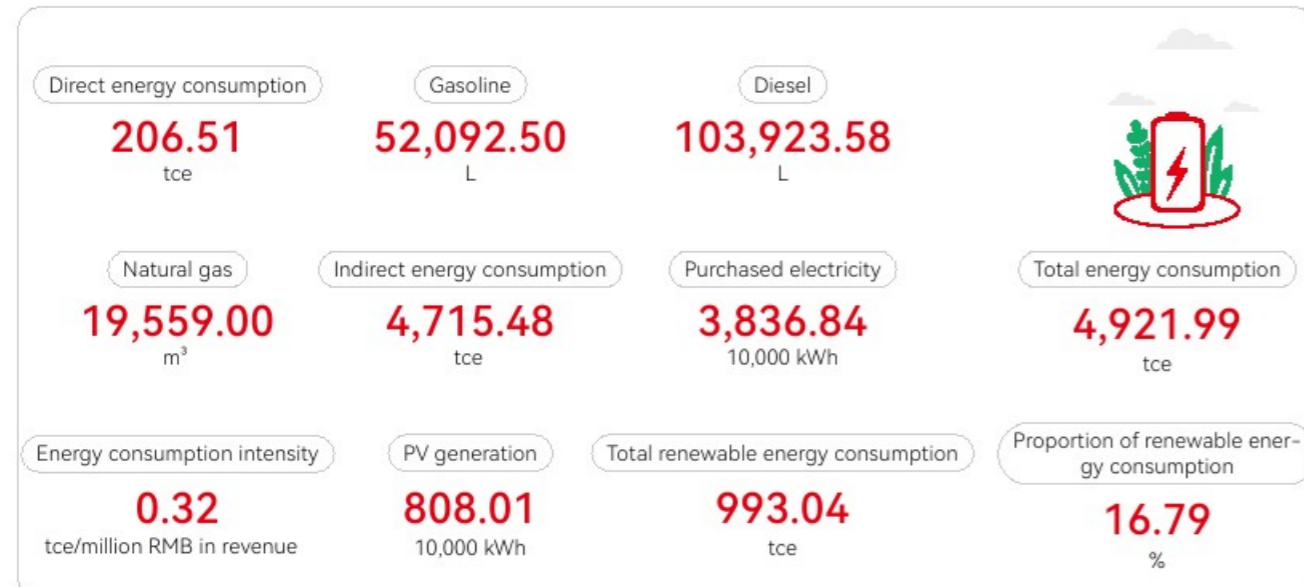 Direct energy consumption
206.51
tce
Gasoline
52,092.50
L
Diesel
103,923.58
L
Natural gas
19,559.00
m³
Indirect energy consumption
4,715.48
tce
Purchased electricity
3,836.84
10,000 kWh
Total energy consumption
4,921.99
tce
Energy consumption intensity
0.32
tce/million RMB in revenue
PV generation
808.01
10,000 kWh
Total renewable energy consumption
993.04
tce
Proportion of renewable ener-
gy consumption
16.79
%